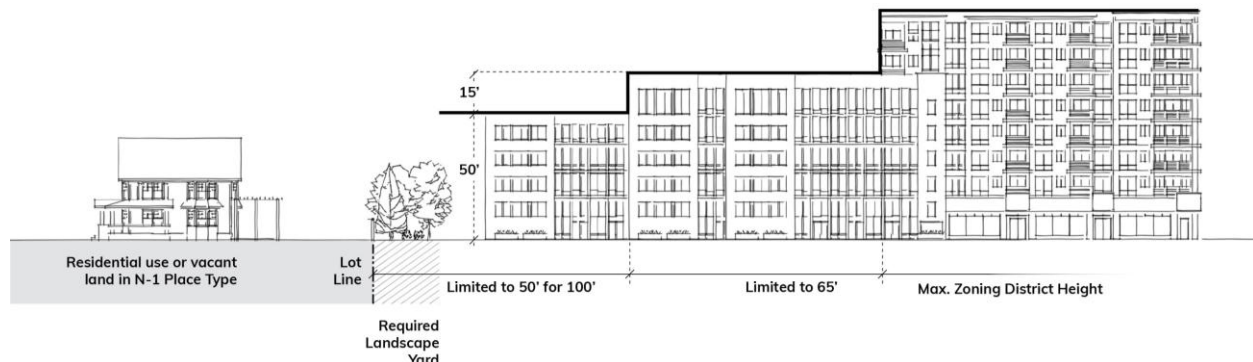 15’
50’
Residential use or vacant
land in N-1 Place Type
Lot
Line
Limited to 50’ for 100’
Limited to 65’
Max. Zoning District Height
Required
Landscape
Yard